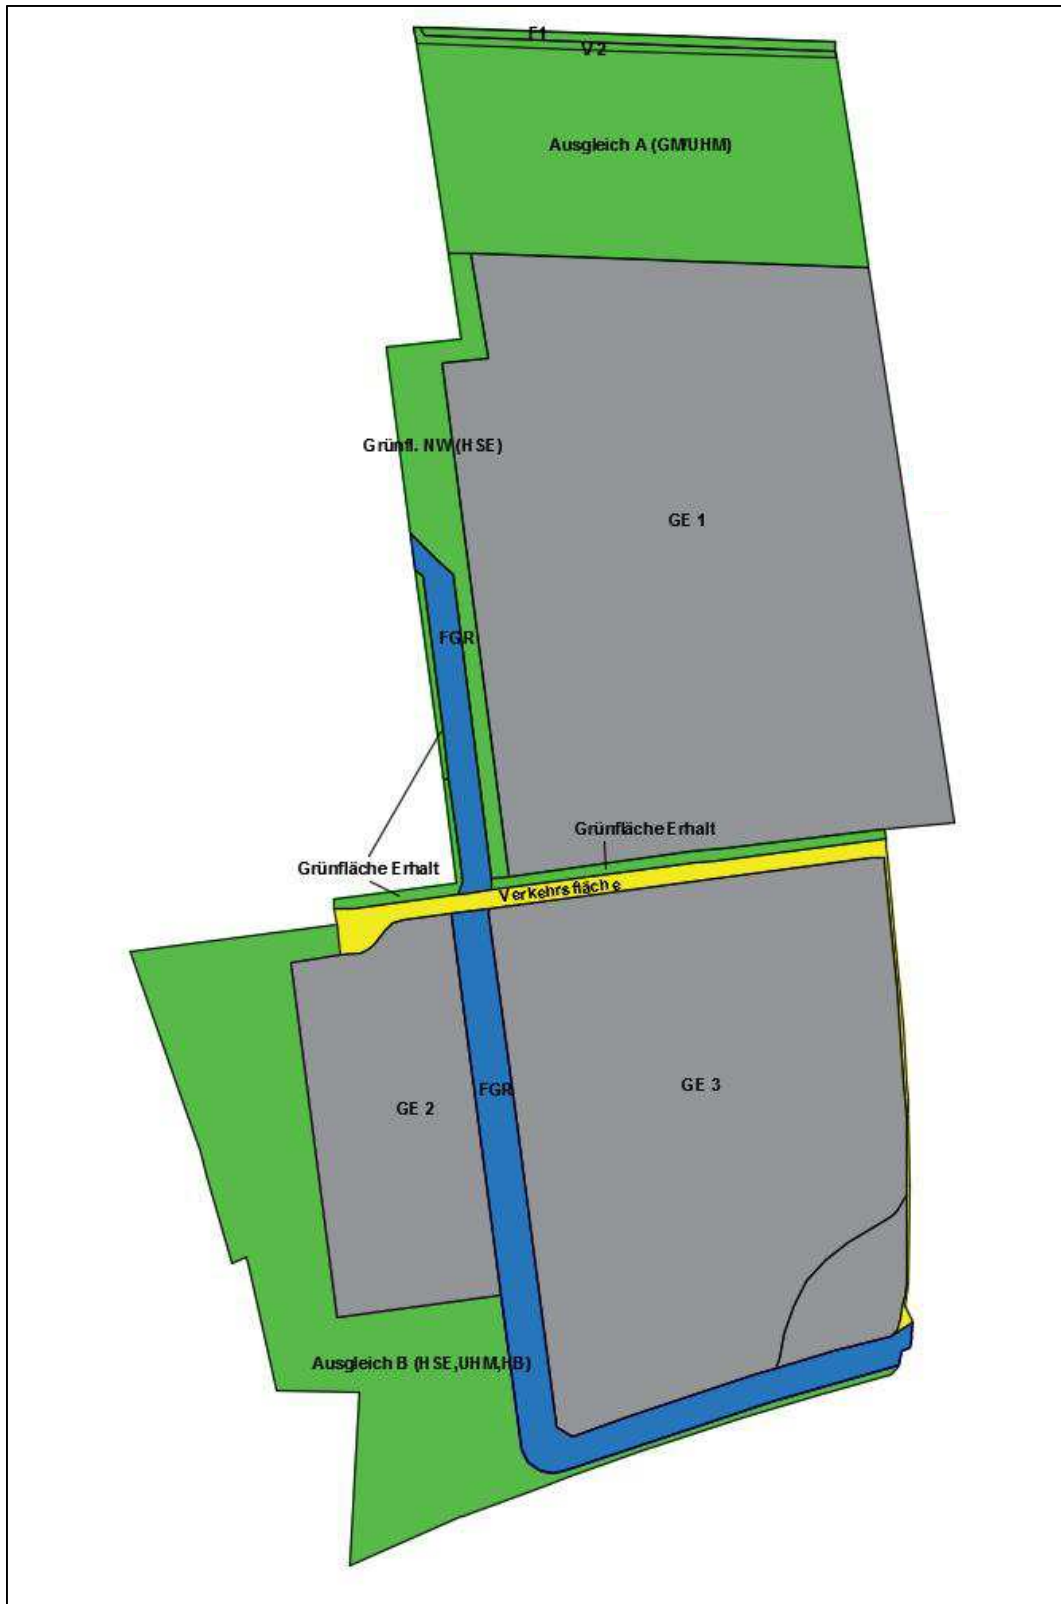 F1
V2
Ausgleich A (GM/UHM)
Grünfl. NW (HSE)
GE 1
FGR
Grünfläche Erhalt
Grünfläche Erhalt
Verkehrsfläche
FGR
GE 3
GE 2
Ausgleich B (HSE,UHM,HB)